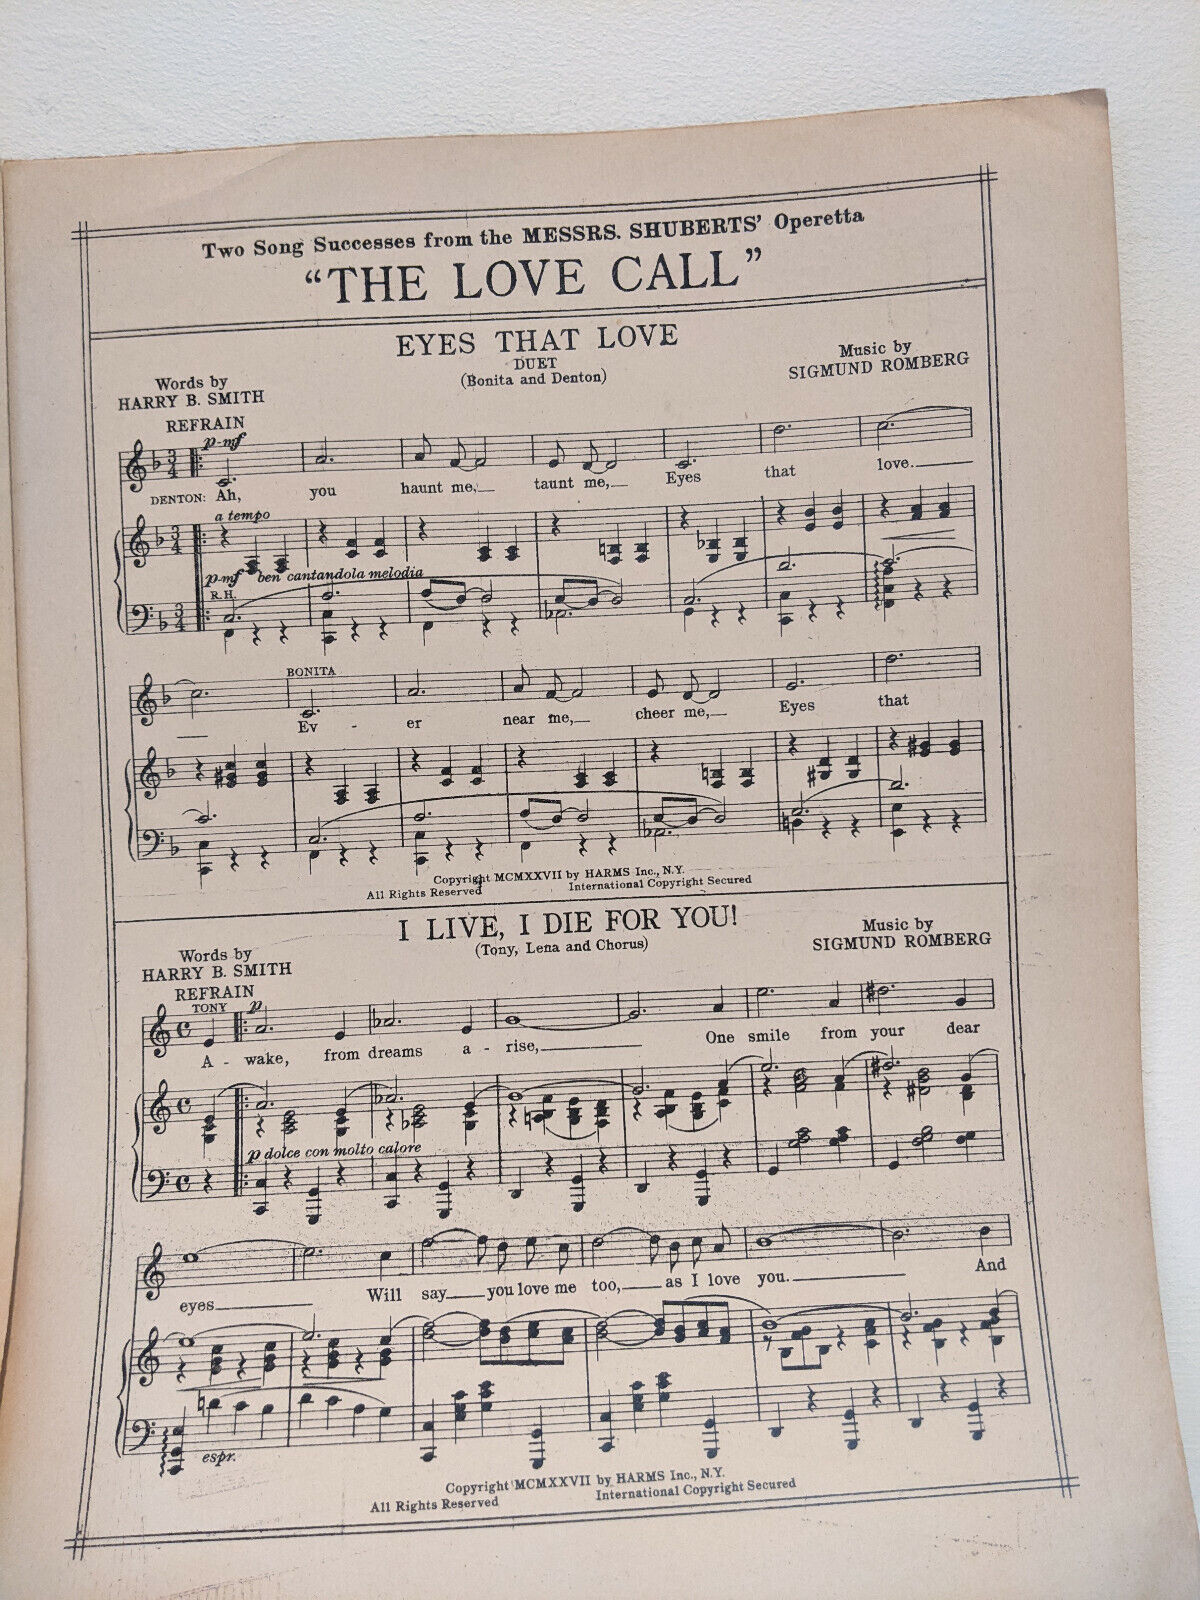 Two Song Successes from the MESSRS. SHUBERTS' Operetta
"THE LOVE CALL"
EYES THAT LOVE
DUET
(Bonita and Denton)
Words by
HARRY B. SMITH
Music by
SIGMUND ROMBERG
REFRAIN
p-mf
DENTON: Ah, you haunt me, taunt me, Eyes that love.
a tempo
p-mf ben cantando la melodia
R.H.
BONITA
Ev - er near me, cheer me, Eyes that
Copyright MCMXXVII by HARMS Inc., N.Y.
All Rights Reserved International Copyright Secured
I LIVE, I DIE FOR YOU!
(Tony, Lena and Chorus)
Words by
HARRY B. SMITH
Music by
SIGMUND ROMBERG
REFRAIN
TONY
p
A - wake, from dreams a - rise, One smile from your dear
p dolce con molto calore
eyes Will say you love me too, as I love you. And
espr.
Copyright MCMXXVII by HARMS Inc., N.Y.
All Rights Reserved International Copyright Secured